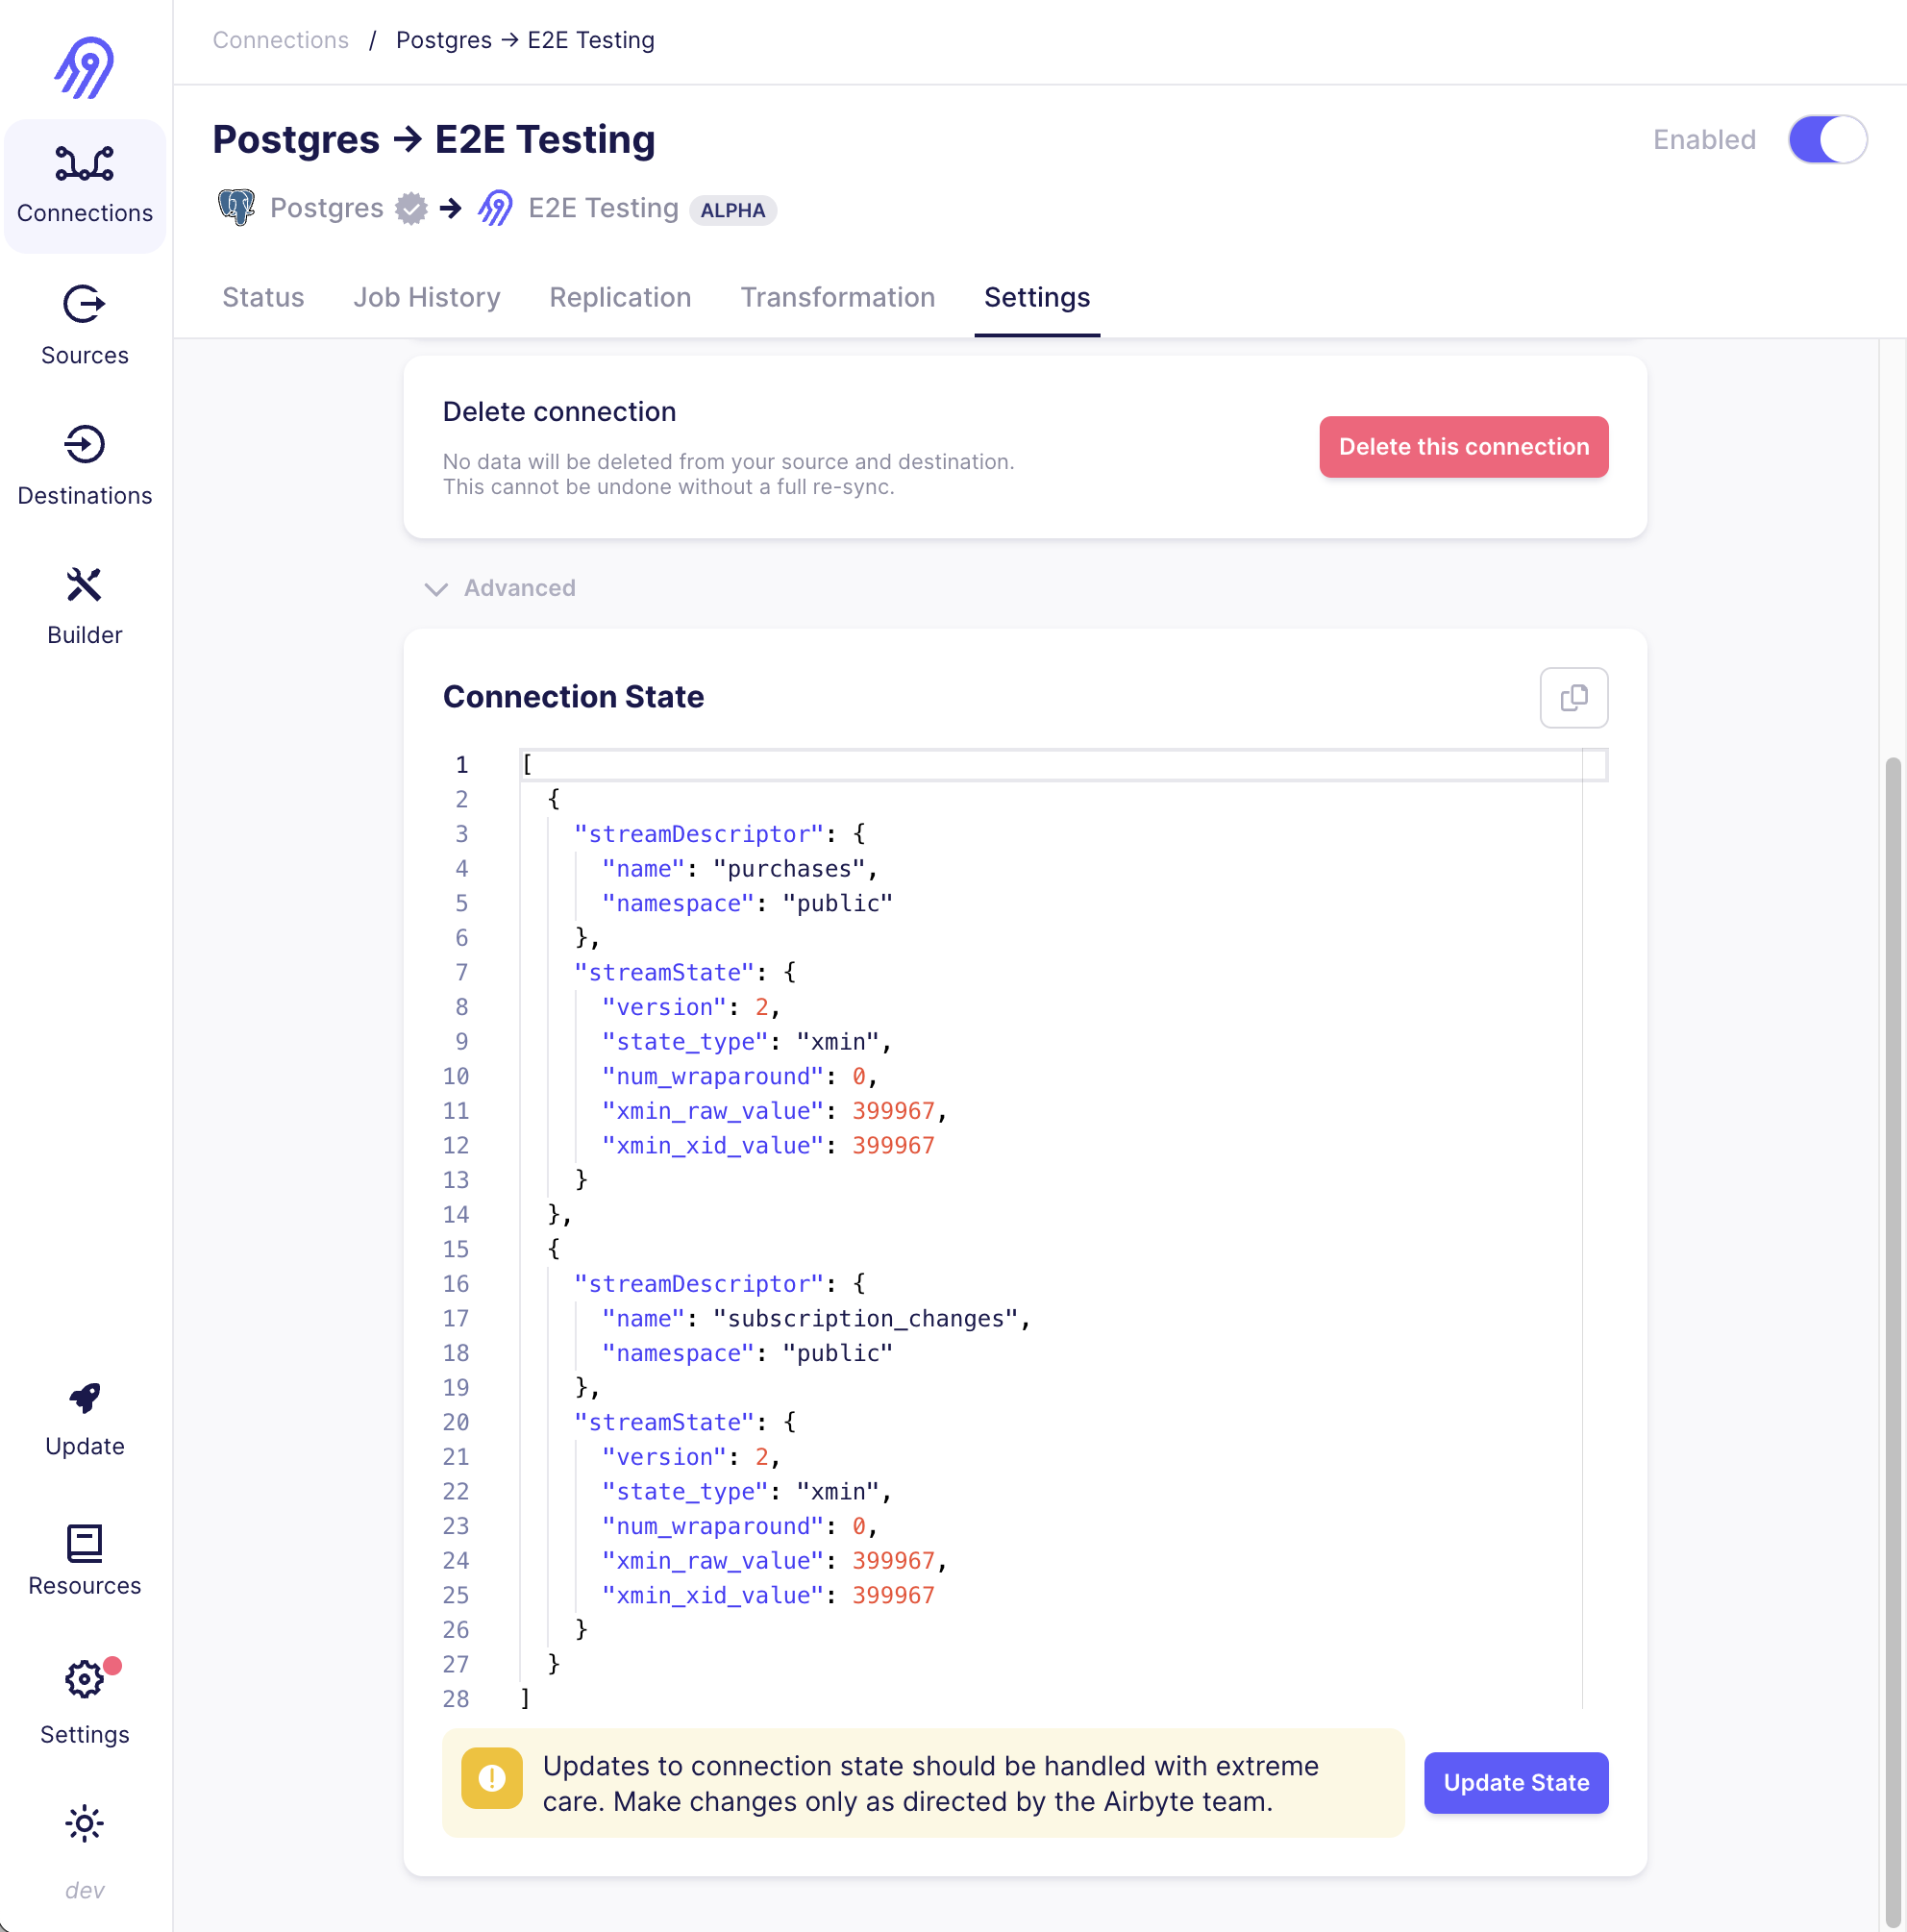 Connections / Postgres → E2E Testing
Postgres → E2E Testing
Enabled
Postgres → E2E Testing ALPHA
Status Job History Replication Transformation Settings
Connections
Sources
Destinations
Builder
Update
Resources
Settings
dev
Delete connection
No data will be deleted from your source and destination.
This cannot be undone without a full re-sync.
Delete this connection
Advanced
Connection State
1 [
2   {
3     "streamDescriptor": {
4       "name": "purchases",
5       "namespace": "public"
6     },
7     "streamState": {
8       "version": 2,
9       "state_type": "xmin",
10       "num_wraparound": 0,
11       "xmin_raw_value": 399967,
12       "xmin_xid_value": 399967
13     }
14   },
15   {
16     "streamDescriptor": {
17       "name": "subscription_changes",
18       "namespace": "public"
19     },
20     "streamState": {
21       "version": 2,
22       "state_type": "xmin",
23       "num_wraparound": 0,
24       "xmin_raw_value": 399967,
25       "xmin_xid_value": 399967
26     }
27   }
28 ]
Updates to connection state should be handled with extreme
care. Make changes only as directed by the Airbyte team.
Update State